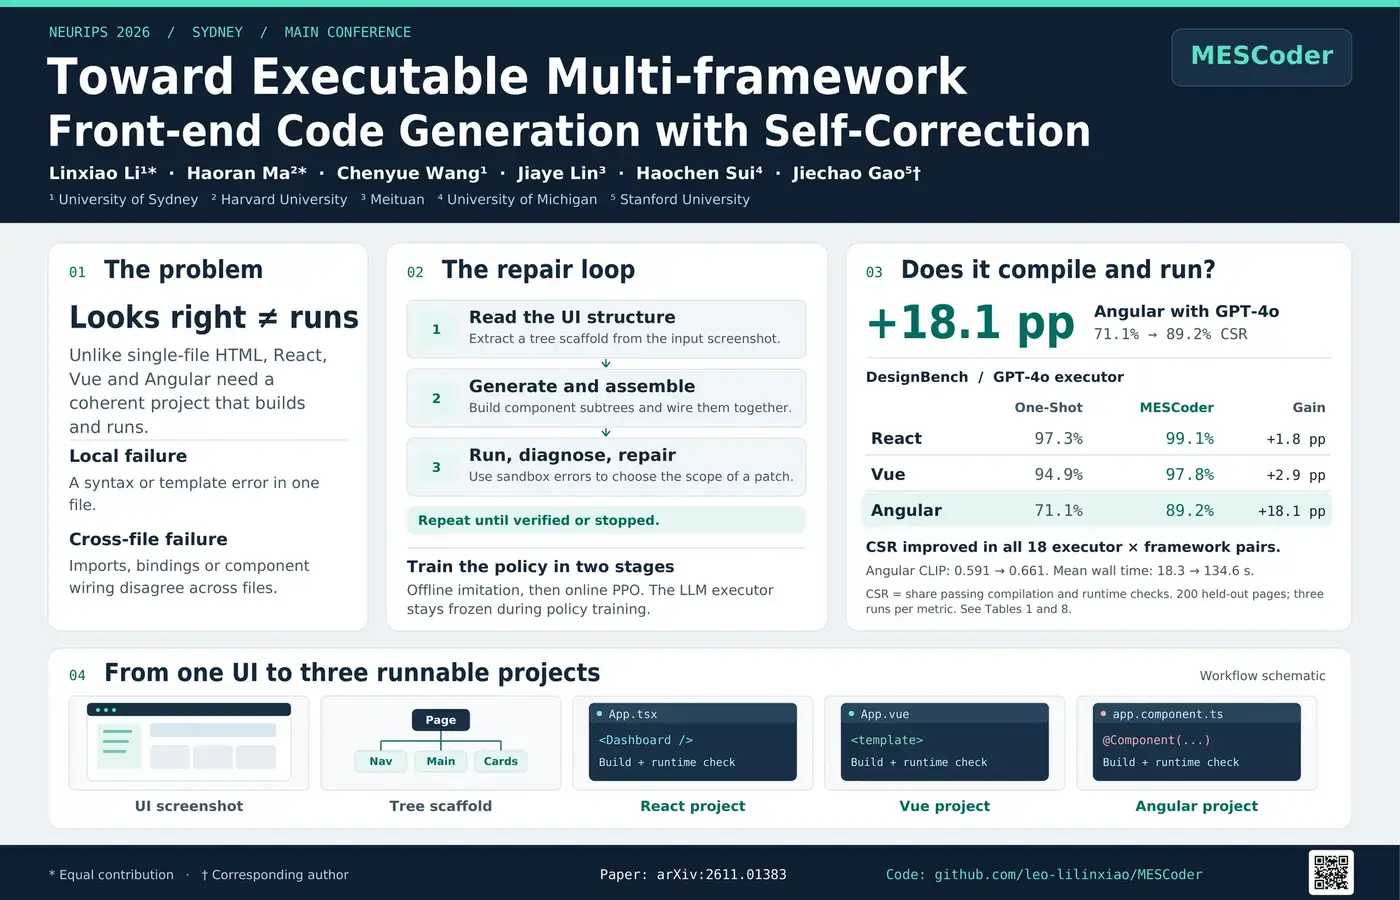 NEURIPS 2026 / SYDNEY / MAIN CONFERENCE
MESCoder
Toward Executable Multi-framework
Front-end Code Generation with Self-Correction
Linxiao Li¹* · Haoran Ma²* · Chenyue Wang¹ · Jiaye Lin³ · Haochen Sui⁴ · Jiechao Gao⁵†
¹ University of Sydney ² Harvard University ³ Meituan ⁴ University of Michigan ⁵ Stanford University
01 The problem
Looks right ≠ runs
Unlike single-file HTML, React,
Vue and Angular need a
coherent project that builds
and runs.
Local failure
A syntax or template error in one
file.
Cross-file failure
Imports, bindings or component
wiring disagree across files.
02 The repair loop
1 Read the UI structure
Extract a tree scaffold from the input screenshot.
↓
2 Generate and assemble
Build component subtrees and wire them together.
↓
3 Run, diagnose, repair
Use sandbox errors to choose the scope of a patch.
Repeat until verified or stopped.
Train the policy in two stages
Offline imitation, then online PPO. The LLM executor
stays frozen during policy training.
03 Does it compile and run?
+18.1 pp
Angular with GPT-4o
71.1% → 89.2% CSR
DesignBench / GPT-4o executor
One-Shot MESCoder Gain
React 97.3% 99.1% +1.8 pp
Vue 94.9% 97.8% +2.9 pp
Angular 71.1% 89.2% +18.1 pp
CSR improved in all 18 executor × framework pairs.
Angular CLIP: 0.591 → 0.661. Mean wall time: 18.3 → 134.6 s.
CSR = share passing compilation and runtime checks. 200 held-out pages; three
runs per metric. See Tables 1 and 8.
04 From one UI to three runnable projects
Workflow schematic
UI screenshot
Page
Nav Main Cards
Tree scaffold
App.tsx
<Dashboard />
Build + runtime check
React project
App.vue
<template>
Build + runtime check
Vue project
app.component.ts
@Component(...)
Build + runtime check
Angular project
* Equal contribution · † Corresponding author
Paper: arXiv:2611.01383
Code: github.com/leo-lilinxiao/MESCoder